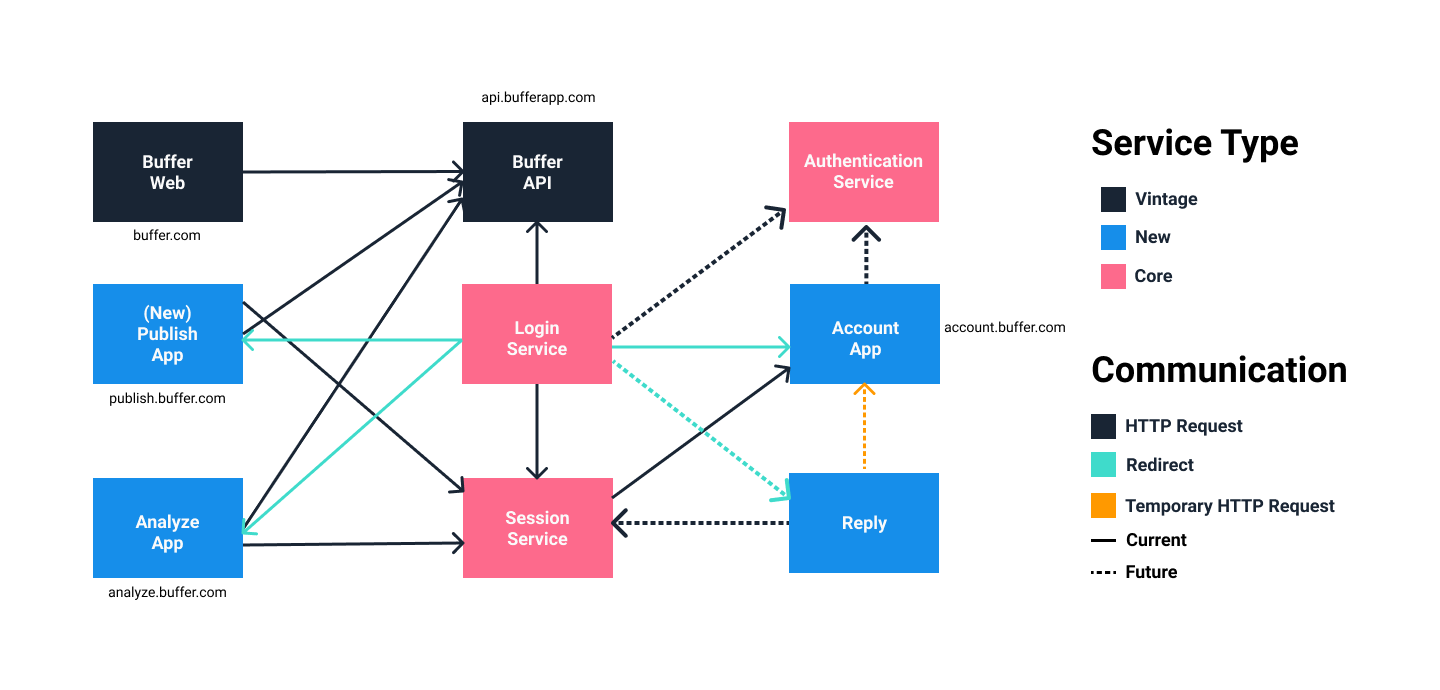 api.bufferapp.com
Buffer
Web
Buffer
API
Authentication
Service
buffer.com
(New)
Publish
App
Login
Service
Account
App
account.buffer.com
publish.buffer.com
Analyze
App
Session
Service
Reply
analyze.buffer.com
Service Type
Vintage
New
Core
Communication
HTTP Request
Redirect
Temporary HTTP Request
Current
Future